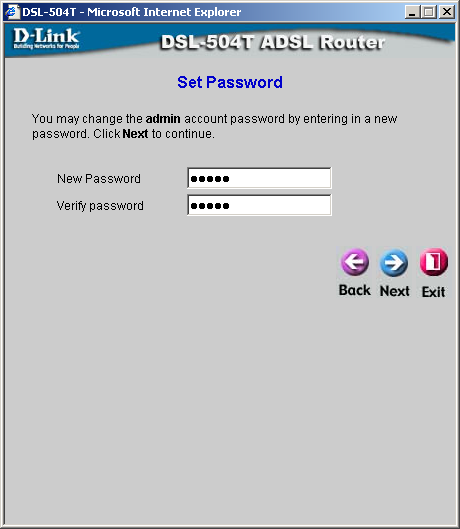 DSL-504T - Microsoft Internet Explorer
D-Link
Building Networks for People
DSL-504T ADSL Router
Set Password
You may change the admin account password by entering in a new
password. Click Next to continue.
New Password ●●●●●
Verify password ●●●●●
Back Next Exit